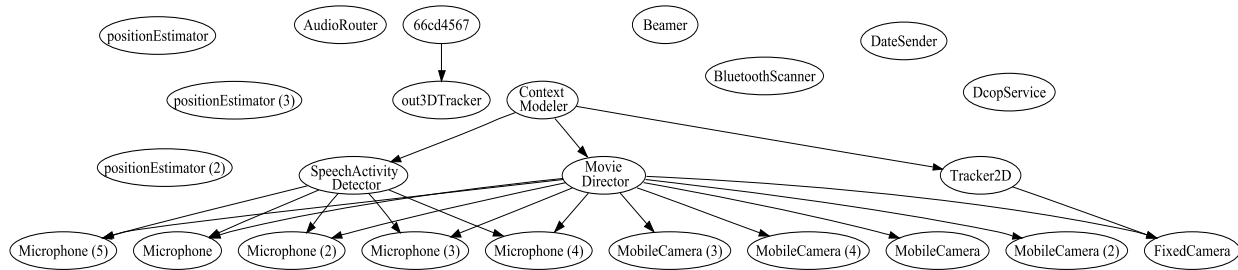 positionEstimator
AudioRouter
66cd4567
Beamer
DateSender
BluetoothScanner
positionEstimator (3)
out3DTracker
Context
Modeler
DcopService
positionEstimator (2)
SpeechActivity
Detector
Movie
Director
Tracker2D
Microphone (5)
Microphone
Microphone (2)
Microphone (3)
Microphone (4)
MobileCamera (3)
MobileCamera (4)
MobileCamera
MobileCamera (2)
FixedCamera